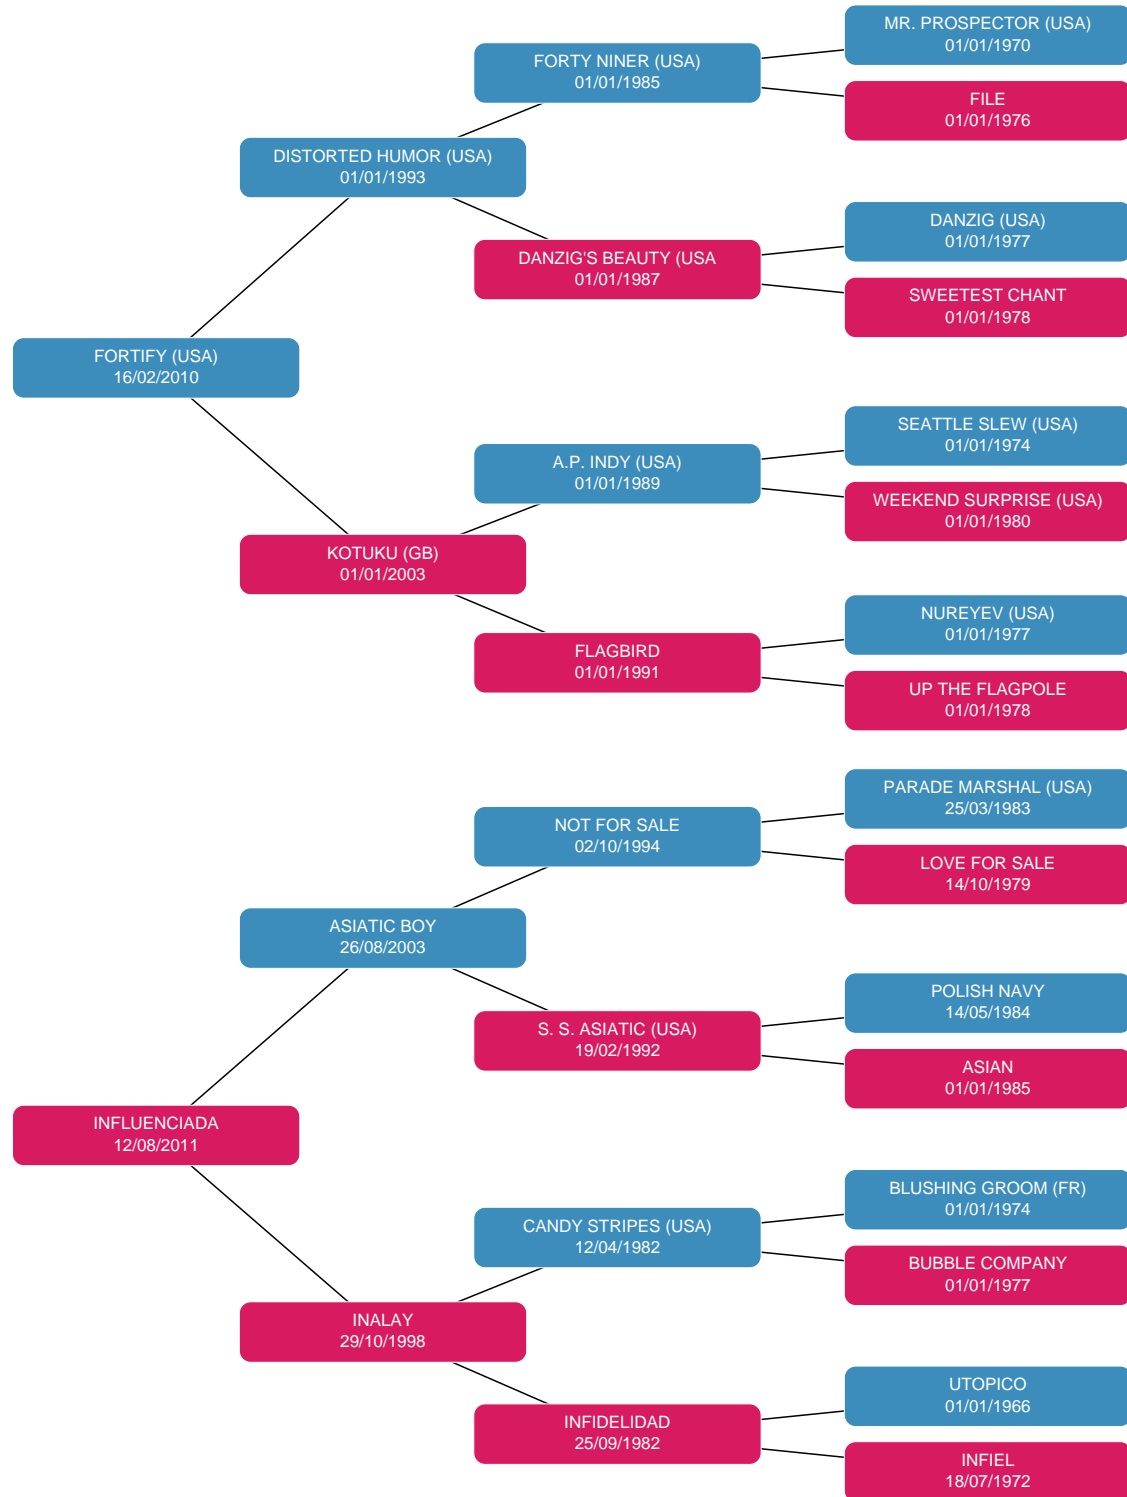 MR. PROSPECTOR (USA)
01/01/1970
FORTY NINER (USA)
01/01/1985
FILE
01/01/1976
DISTORTED HUMOR (USA)
01/01/1993
DANZIG (USA)
01/01/1977
DANZIG'S BEAUTY (USA
01/01/1987
SWEETEST CHANT
01/01/1978
FORTIFY (USA)
16/02/2010
SEATTLE SLEW (USA)
01/01/1974
A.P. INDY (USA)
01/01/1989
WEEKEND SURPRISE (USA)
01/01/1980
KOTUKU (GB)
01/01/2003
NUREYEV (USA)
01/01/1977
FLAGBIRD
01/01/1991
UP THE FLAGPOLE
01/01/1978
PARADE MARSHAL (USA)
25/03/1983
NOT FOR SALE
02/10/1994
LOVE FOR SALE
14/10/1979
ASIATIC BOY
26/08/2003
POLISH NAVY
14/05/1984
S. S. ASIATIC (USA)
19/02/1992
ASIAN
01/01/1985
INFLUENCIADA
12/08/2011
BLUSHING GROOM (FR)
01/01/1974
CANDY STRIPES (USA)
12/04/1982
BUBBLE COMPANY
01/01/1977
INALAY
29/10/1998
UTOPICO
01/01/1966
INFIDELIDAD
25/09/1982
INFIEL
18/07/1972